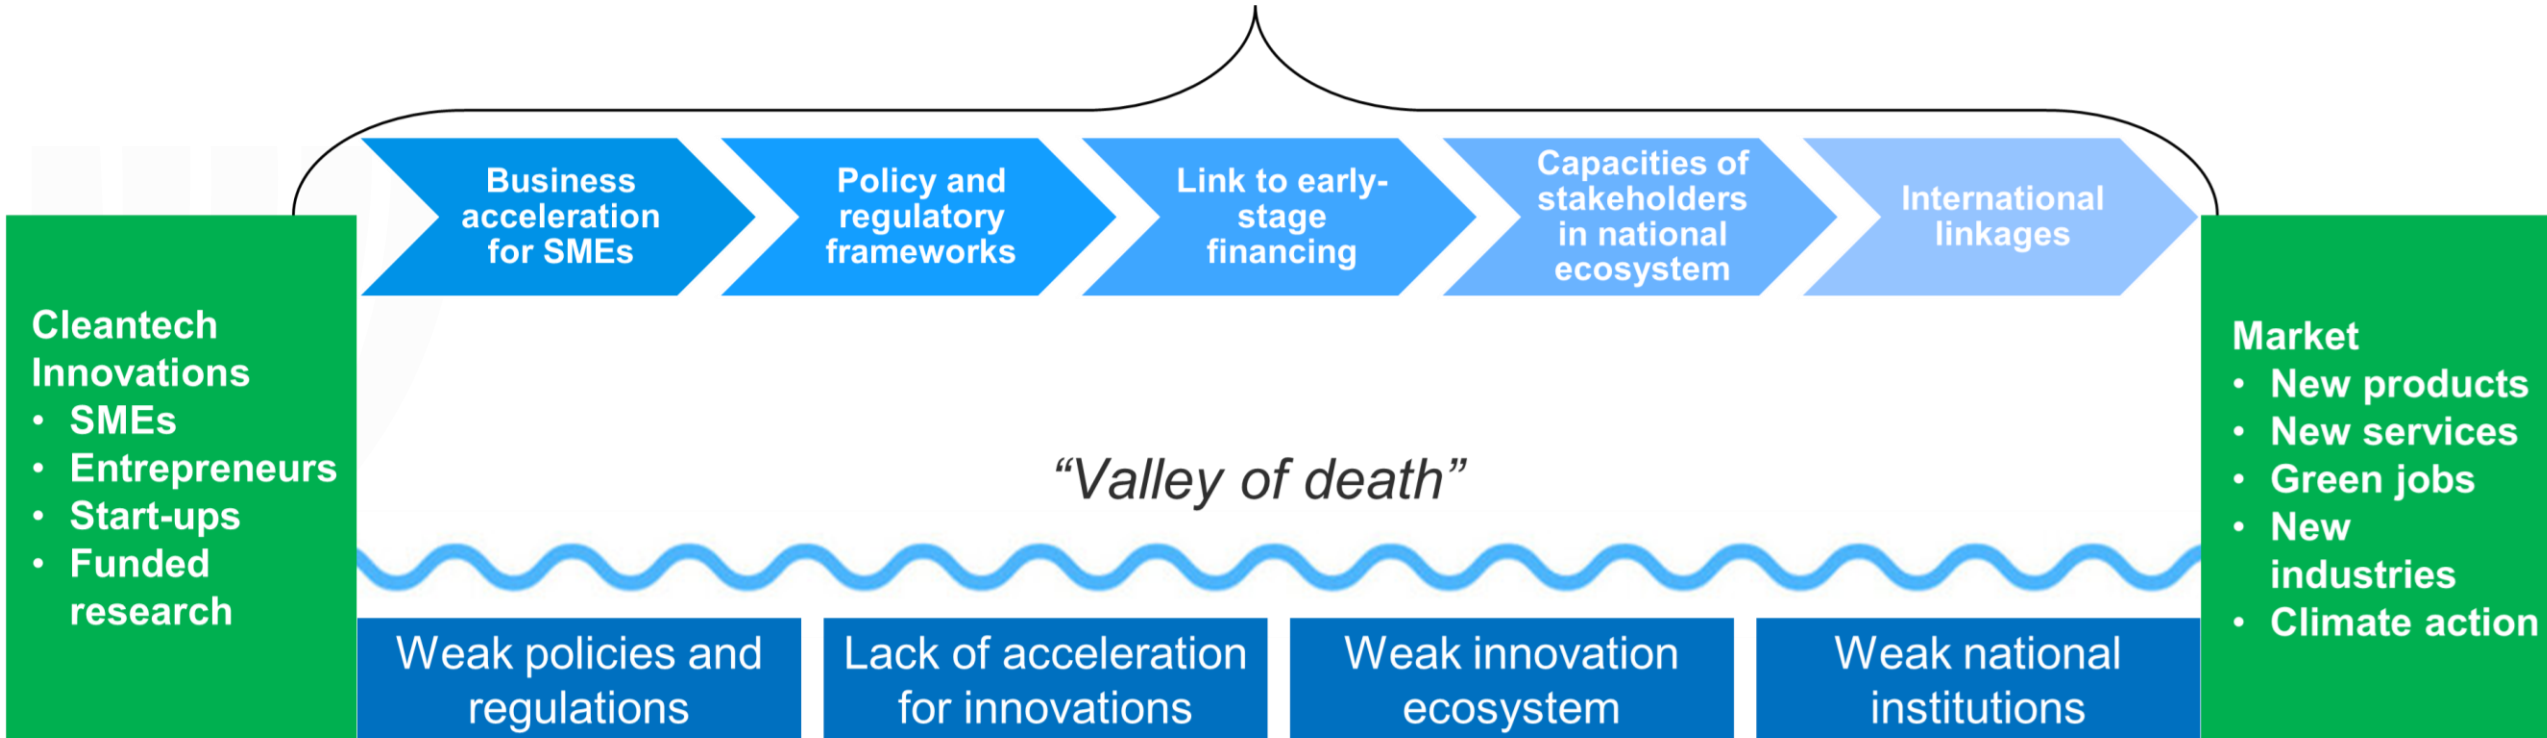 Business
acceleration
for SMEs
Policy and
regulatory
frameworks
Link to early-
stage
financing
Capacities of
stakeholders
in national
ecosystem
International
linkages
Cleantech
Innovations
• SMEs
• Entrepreneurs
• Start-ups
• Funded
research
“Valley of death”
Market
• New products
• New services
• Green jobs
• New
industries
• Climate action
Weak policies and
regulations
Lack of acceleration
for innovations
Weak innovation
ecosystem
Weak national
institutions